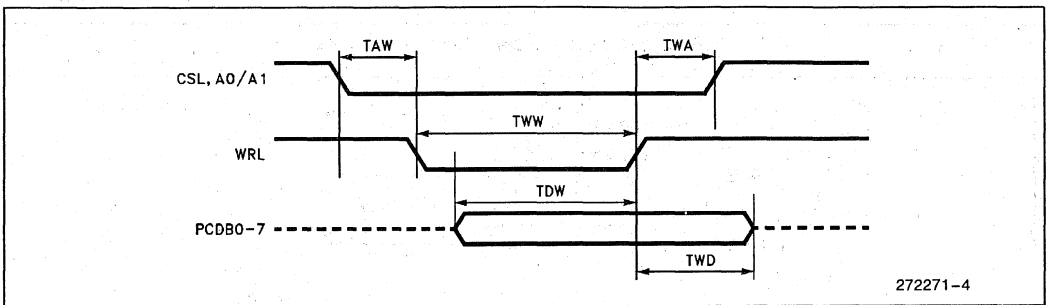 TAW
TWA
CSL, A0/A1
TWW
WRL
TDW
PCDB0-7
TWD
272271-4